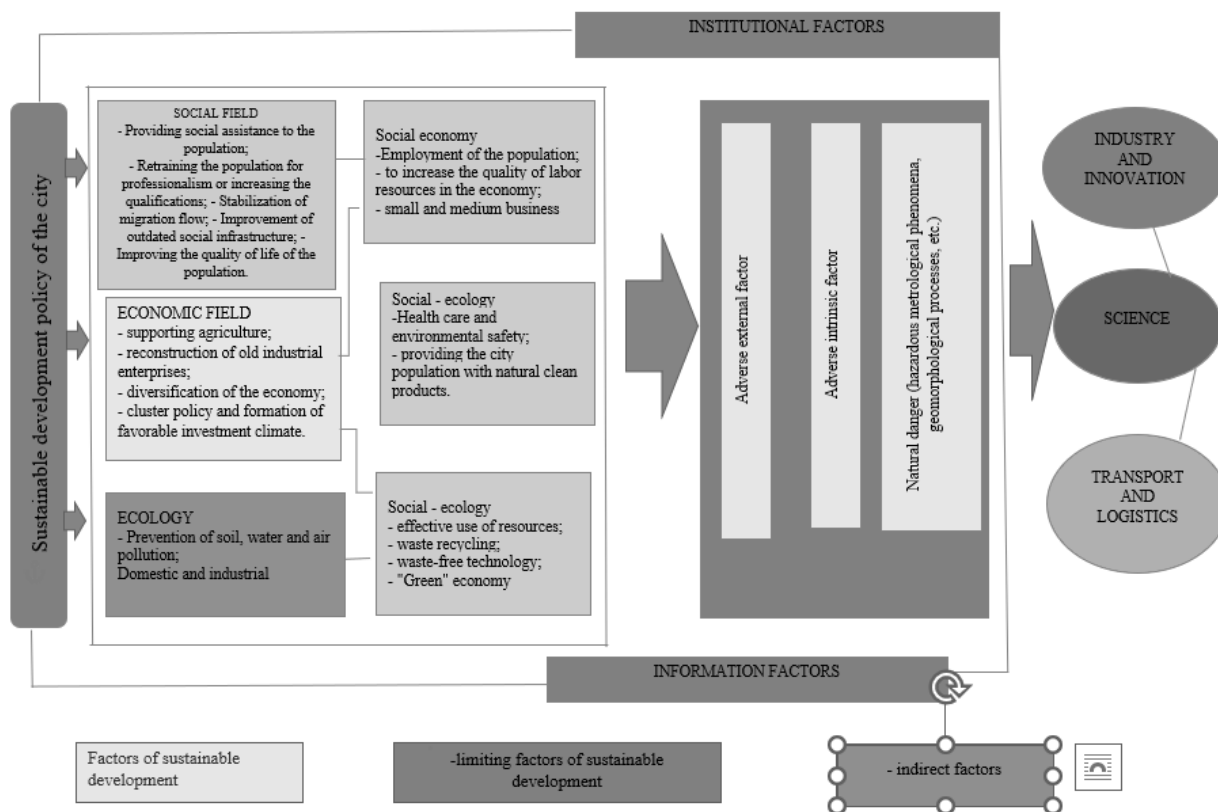 INSTITUTIONAL FACTORS
Sustainable development policy of the city
SOCIAL FIELD
- Providing social assistance to the
population;
- Retraining the population for
professionalism or increasing the
qualifications; - Stabilization of
migration flow; - Improvement of
outdated social infrastructure; -
Improving the quality of life of the
population.
Social economy
-Employment of the population;
- to increase the quality of labor
resources in the economy;
- small and medium business
ECONOMIC FIELD
- supporting agriculture;
- reconstruction of old industrial
enterprises;
- diversification of the economy;
- cluster policy and formation of
favorable investment climate.
Social - ecology
-Health care and
environmental safety;
- providing the city
population with natural clean
products.
ECOLOGY
- Prevention of soil, water and air
pollution;
Domestic and industrial
Social - ecology
- effective use of resources;
- waste recycling;
- waste-free technology;
- "Green" economy
Adverse external factor
Adverse intrinsic factor
Natural danger (hazardous metrological phenomena,
geomorphological processes, etc.)
INDUSTRY
AND
INNOVATION
SCIENCE
TRANSPORT
AND
LOGISTICS
INFORMATION FACTORS
Factors of sustainable
development
-limiting factors of sustainable
development
- indirect factors